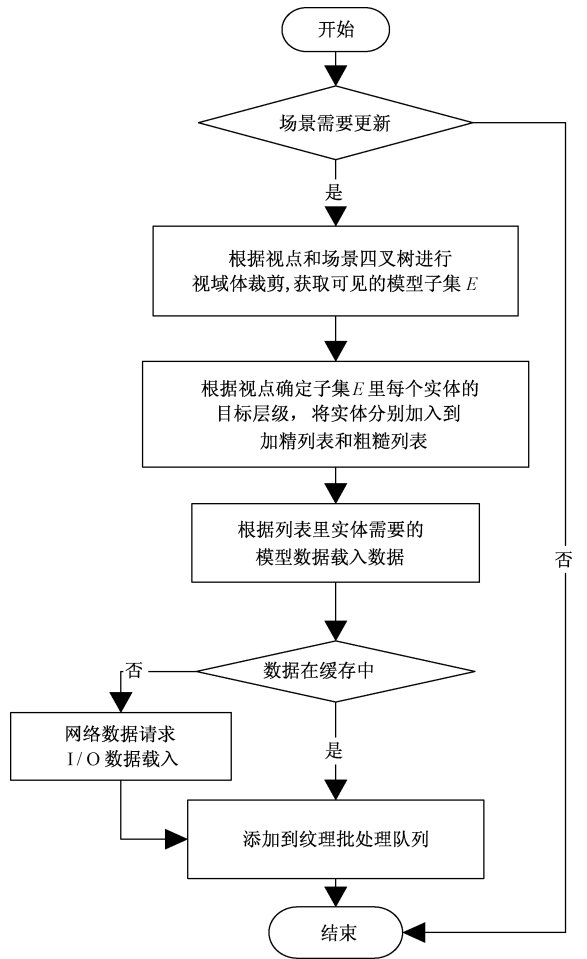 开始
场景需要更新
是
根据视点和场景四叉树进行
视域体裁剪,获取可见的模型子集E
根据视点确定子集E里每个实体的
目标层级，将实体分别加入到
加精列表和粗糙列表
根据列表里实体需要的
模型数据载入数据
否
数据在缓存中
否
网络数据请求
I/O数据载入
是
添加到纹理批处理队列
结束